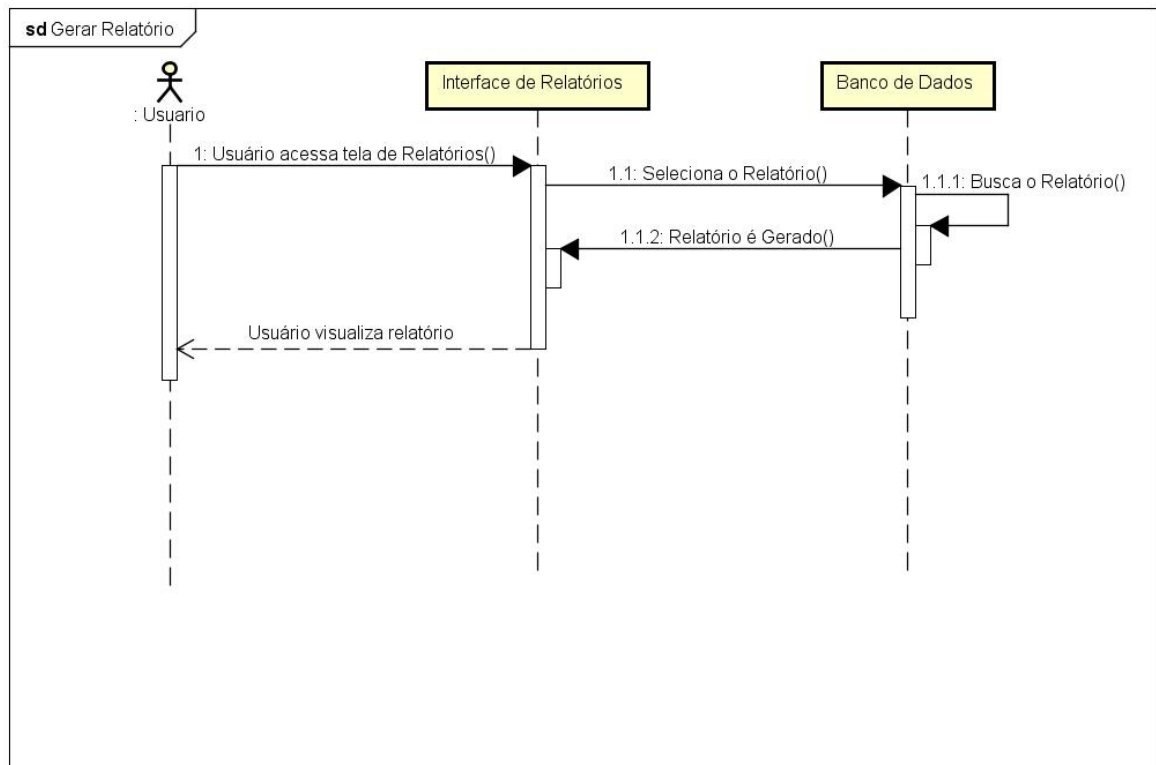 sd Gerar Relatório
: Usuario
Interface de Relatórios
Banco de Dados
1: Usuário acessa tela de Relatórios()
1.1: Seleciona o Relatório()
1.1.1: Busca o Relatório()
1.1.2: Relatório é Gerado()
Usuário visualiza relatório